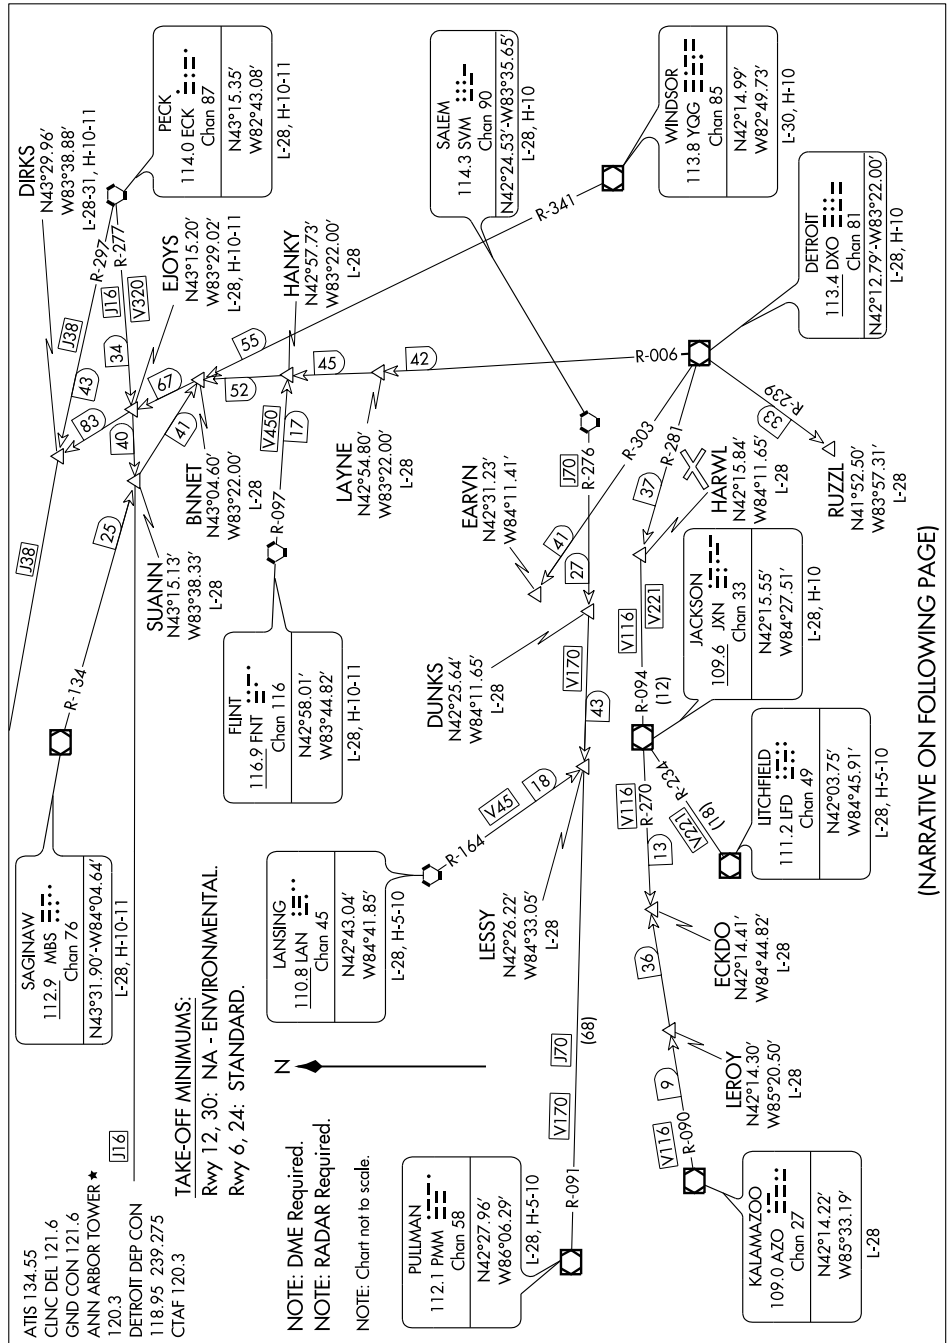 ATIS 134.55
CLNC DEL 121.6
GND CON 121.6
ANN ARBOR TOWER ★
120.3
DETROIT DEP CON
118.95 239.275
CTAF 120.3
TAKE-OFF MINIMUMS:
Rwy 12, 30: NA - ENVIRONMENTAL.
Rwy 6, 24: STANDARD.
NOTE: DME Required.
NOTE: RADAR Required.
NOTE: Chart not to scale.
N
SAGINAW
112.9 MBS
Chan 76
N43°31.90'-W84°04.64'
L-28, H-10-11
R-134
25
J38
J38
J16
SUANN
N43°15.13'
W83°38.33'
L-28
DIRKS
N43°29.96'
W83°38.88'
L-28-31, H-10-11
PECK
114.0 ECK
Chan 87
N43°15.35'
W82°43.08'
L-28, H-10-11
R-297
R-277
43
83
J16
V320
34
40
67
41
EJOYS
N43°15.20'
W83°29.02'
L-28, H-10-11
BNNET
N43°04.60'
W83°22.00'
L-28
55
52
HANKY
N42°57.73'
W83°22.00'
L-28
FLINT
116.9 FNT
Chan 116
N42°58.01'
W83°44.82'
L-28, H-10-11
R-097
V450
17
45
LAYNE
N42°54.80'
W83°22.00'
L-28
42
SALEM
114.3 SVM
Chan 90
N42°24.53'-W83°35.65'
L-28, H-10
R-341
WINDSOR
113.8 YQG
Chan 85
N42°14.99'
W82°49.73'
L-30, H-10
DETROIT
113.4 DXO
Chan 81
N42°12.79'-W83°22.00'
L-28, H-10
R-006
R-303
R-281
R-239
33
37
41
RUZZL
N41°52.50'
W83°57.31'
L-28
HARWL
N42°15.84'
W84°11.65'
L-28
EARVN
N42°31.23'
W84°11.41'
L-28
J70
R-276
27
DUNKS
N42°25.64'
W84°11.65'
L-28
V170
43
LANSING
110.8 LAN
Chan 45
N42°43.04'
W84°41.85'
L-28, H-5-10
R-164
V45
18
LESSY
N42°26.22'
W84°33.05'
L-28
PULLMAN
112.1 PMM
Chan 58
N42°27.96'
W86°06.29'
L-28, H-5-10
R-091
V170
J70
(68)
V116
V221
R-094
(12)
JACKSON
109.6 JXN
Chan 33
N42°15.55'
W84°27.51'
L-28, H-10
R-234
V221
(18)
LITCHFIELD
111.2 LFD
Chan 49
N42°03.75'
W84°45.91'
L-28, H-5-10
V116
R-270
13
ECKDO
N42°14.41'
W84°44.82'
L-28
36
LEROY
N42°14.30'
W85°20.50'
L-28
9
V116
R-090
KALAMAZOO
109.0 AZO
Chan 27
N42°14.22'
W85°33.19'
L-28
(NARRATIVE ON FOLLOWING PAGE)